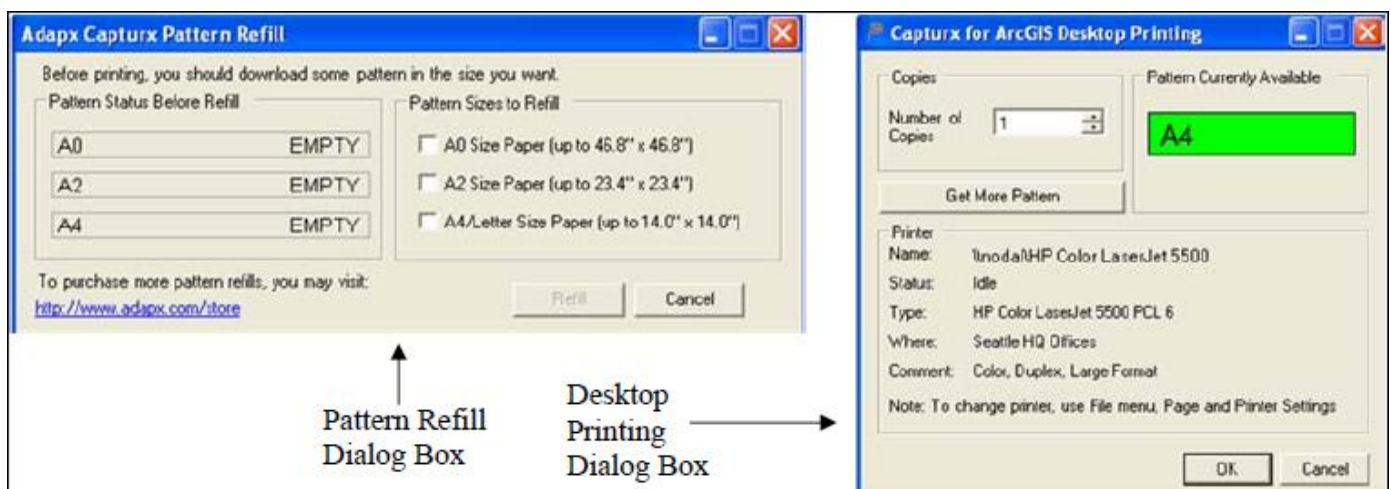 Adapx Capturx Pattern Refill
Before printing, you should download some pattern in the size you want.
Pattern Status Before Refill
A0 EMPTY
A2 EMPTY
A4 EMPTY
Pattern Sizes to Refill
A0 Size Paper (up to 46.8" x 46.8")
A2 Size Paper (up to 23.4" x 23.4")
A4/Letter Size Paper (up to 14.0" x 14.0")
To purchase more pattern refills, you may visit:
http://www.adapx.com/store
Refill
Cancel
Pattern Refill
Dialog Box
Desktop
Printing
Dialog Box
Capturx for ArcGIS Desktop Printing
Copies
Number of
Copies
1
Pattern Currently Available
A4
Get More Pattern
Printer
Name: \\nodal\HP Color LaserJet 5500
Status: Idle
Type: HP Color LaserJet 5500 PCL 6
Where: Seattle HQ Offices
Comment: Color, Duplex, Large Format
Note: To change printer, use File menu, Page and Printer Settings
OK
Cancel